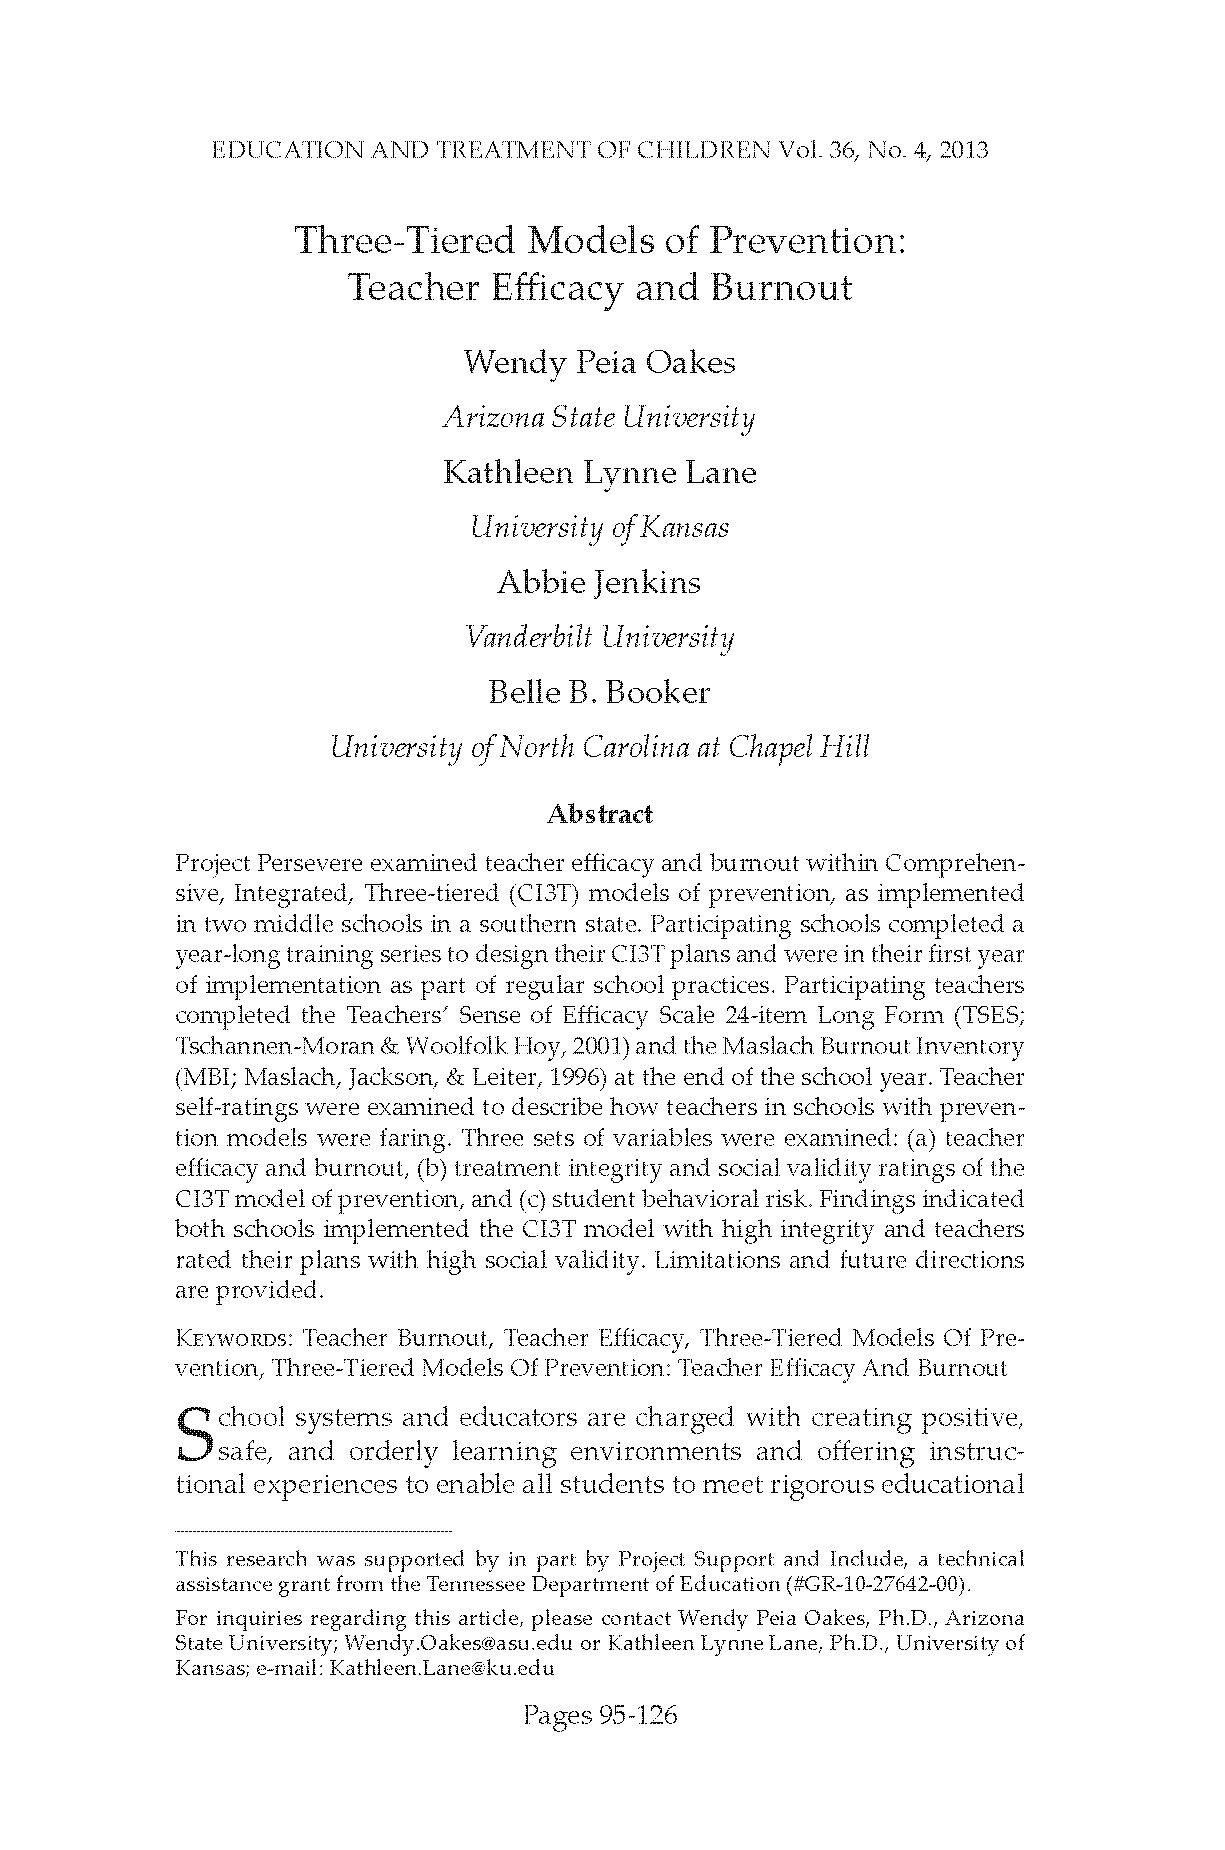 EDUCATION AND TREATMENT OF CHILDREN Vol. 36, No. 4, 2013
Three-Tiered Models of Prevention:
Teacher Efficacy and Burnout
Wendy Peia Oakes
Arizona State University
Kathleen Lynne Lane
University of Kansas
Abbie Jenkins
Vanderbilt University
Belle B. Booker
University of North Carolina at Chapel Hill
Abstract
Project Persevere examined teacher efficacy and burnout within Comprehen-
sive, Integrated, Three-tiered (CI3T) models of prevention, as implemented
in two middle schools in a southern state. Participating schools completed a
year-long training series to design their CI3T plans and were in their first year
of implementation as part of regular school practices. Participating teachers
completed the Teachers´ Sense of Efficacy Scale 24-item Long Form (TSES;
Tschannen-Moran & Woolfolk Hoy, 2001) and the Maslach Burnout Inventory
(MBI; Maslach, Jackson, & Leiter, 1996) at the end of the school year. Teacher
self-ratings were examined to describe how teachers in schools with preven-
tion models were faring. Three sets of variables were examined: (a) teacher
efficacy and burnout, (b) treatment integrity and social validity ratings of the
CI3T model of prevention, and (c) student behavioral risk. Findings indicated
both schools implemented the CI3T model with high integrity and teachers
rated their plans with high social validity. Limitations and future directions
are provided.
Keywords: Teacher Burnout, Teacher Efficacy, Three-Tiered Models Of Pre-
vention, Three-Tiered Models Of Prevention: Teacher Efficacy And Burnout
School systems and educators are charged with creating positive,
safe, and orderly learning environments and offering instruc-
tional experiences to enable all students to meet rigorous educational
This research was supported by in part by Project Support and Include, a technical
assistance grant from the Tennessee Department of Education (#GR-10-27642-00).
For inquiries regarding this article, please contact Wendy Peia Oakes, Ph.D., Arizona
State University; Wendy.Oakes@asu.edu or Kathleen Lynne Lane, Ph.D., University of
Kansas; e-mail: Kathleen.Lane@ku.edu
Pages 95-126